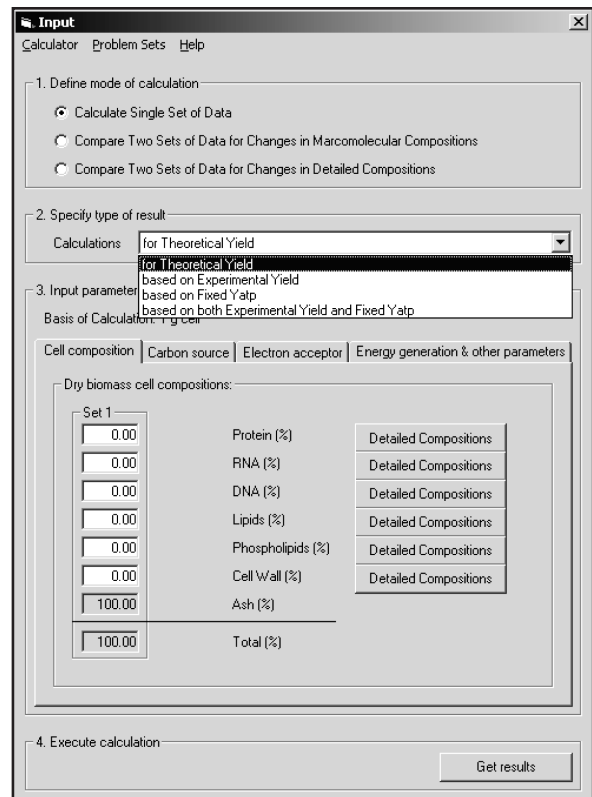 Input
Calculator Problem Sets Help
1. Define mode of calculation
Calculate Single Set of Data
Compare Two Sets of Data for Changes in Marcomolecular Compositions
Compare Two Sets of Data for Changes in Detailed Compositions
2. Specify type of result
Calculations for Theoretical Yield
for Theoretical Yield
based on Experimental Yield
based on Fixed Yatp
based on both Experimental Yield and Fixed Yatp
3. Input parameter
Basis of Calculation: 1 g cell
Cell composition Carbon source Electron acceptor Energy generation & other parameters
Dry biomass cell compositions:
Set 1
0.00 Protein (%) Detailed Compositions
0.00 RNA (%) Detailed Compositions
0.00 DNA (%) Detailed Compositions
0.00 Lipids (%) Detailed Compositions
0.00 Phospholipids (%) Detailed Compositions
0.00 Cell Wall (%) Detailed Compositions
100.00 Ash (%)
100.00 Total (%)
4. Execute calculation
Get results